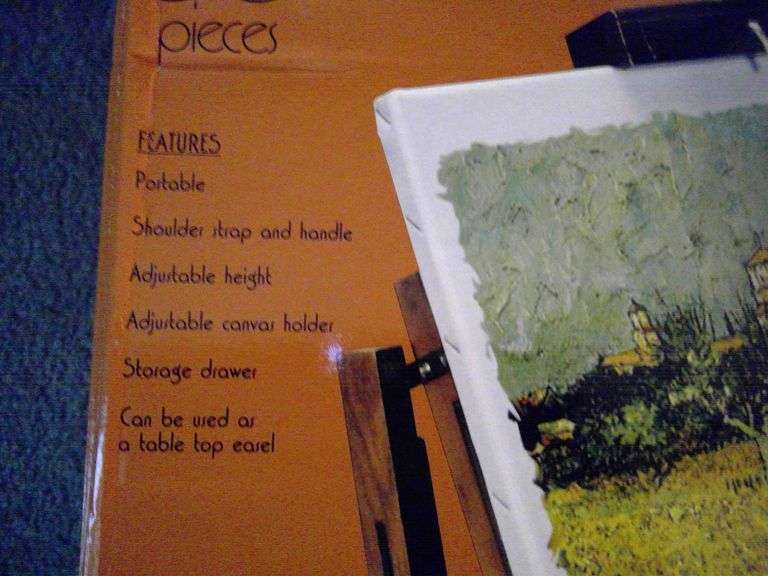 pieces
FEATURES
Portable
Shoulder strap and handle
Adjustable height
Adjustable canvas holder
Storage drawer
Can be used as
a table top easel